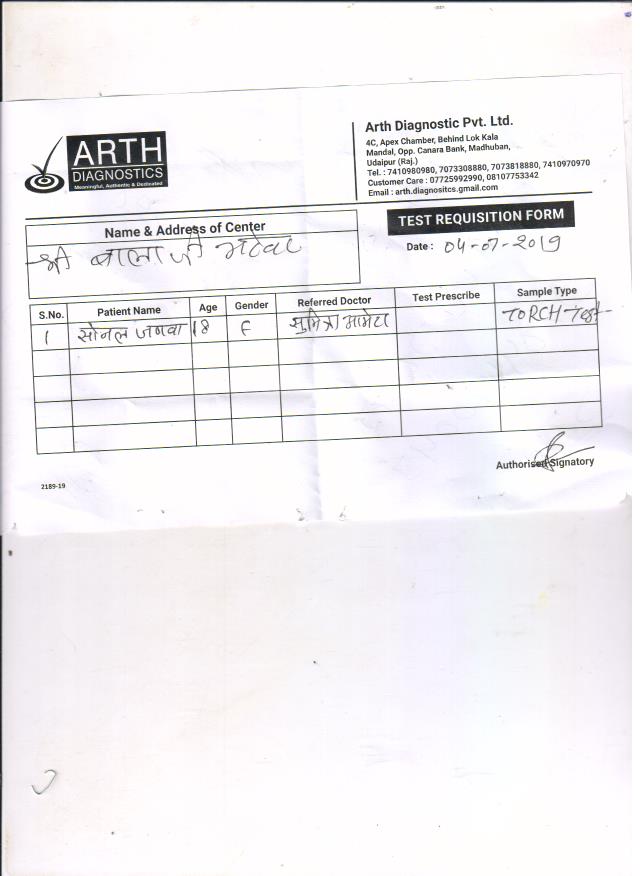 ARTH
DIAGNOSTICS
Meaningful, Authentic & Dedicated
Arth Diagnostic Pvt. Ltd.
4C, Apex Chamber, Behind Lok Kala
Mandal, Opp. Canara Bank, Madhuban,
Udaipur (Raj.)
Tel. : 7410980980, 7073308880, 7073818880, 7410970970
Customer Care : 07725992990, 08107753342
Email : arth.diagnositcs.gmail.com
Name & Address of Center
श्री बालाजी भटेवर
TEST REQUISITION FORM
Date : 04-07-2019
S.No. Patient Name Age Gender Referred Doctor Test Prescribe Sample Type
1 सोनल जणवा 18 F सुमित्रा आमेटा TORCH Test
Authorised Signatory
2189-19